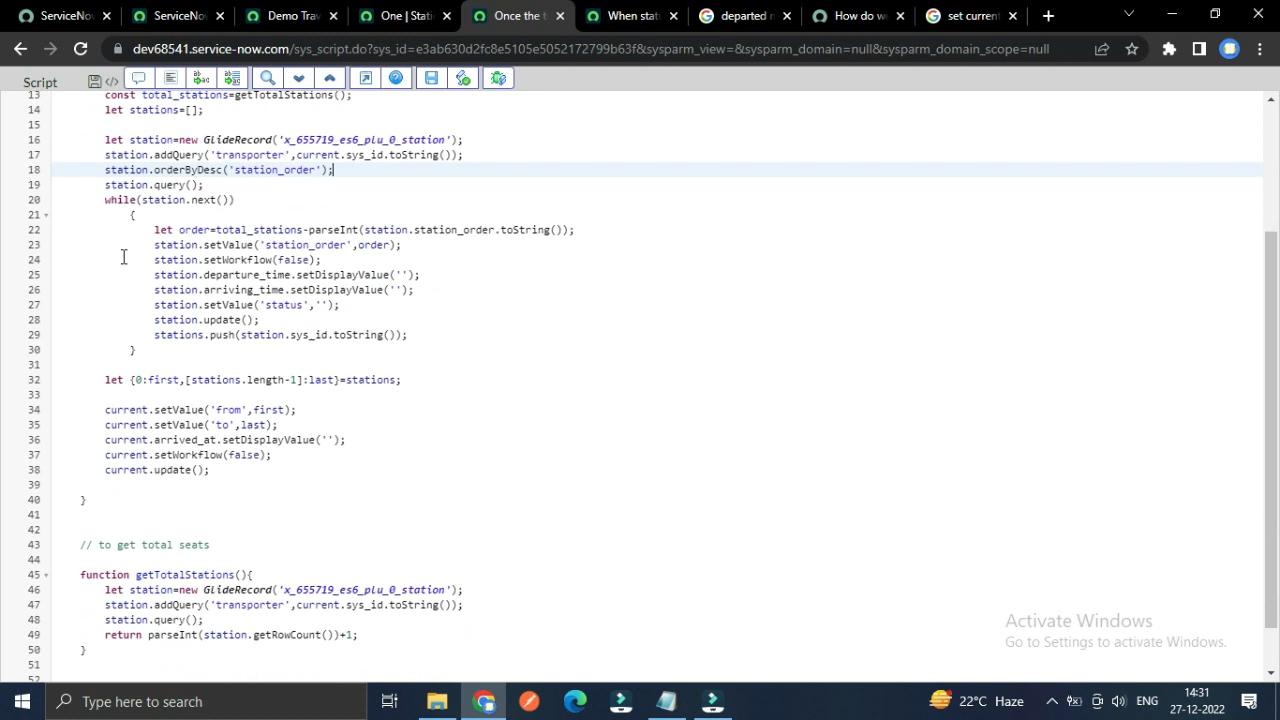 ServiceNo
ServiceNo
Demo Tra
One | Stati
Once the t
When stat
departed m
How do we
set current
dev68541.service-now.com/sys_script.do?sys_id=e3ab630d2fc8e5105e5052172799b63f&sysparm_view=&sysparm_domain=null&sysparm_domain_scope=null
Script
13 const total_stations=getTotalStations();
14 let stations=[];
15
16 let station=new GlideRecord('x_655719_es6_plu_0_station');
17 station.addQuery('transporter',current.sys_id.toString());
18 station.orderByDesc('station_order');
19 station.query();
20 while(station.next())
21 {
22 let order=total_stations-parseInt(station.station_order.toString());
23 station.setValue('station_order',order);
24 station.setWorkflow(false);
25 station.departure_time.setDisplayValue('');
26 station.arriving_time.setDisplayValue('');
27 station.setValue('status','');
28 station.update();
29 stations.push(station.sys_id.toString());
30 }
31
32 let {0:first,[stations.length-1]:last}=stations;
33
34 current.setValue('from',first);
35 current.setValue('to',last);
36 current.arrived_at.setDisplayValue('');
37 current.setWorkflow(false);
38 current.update();
39
40 }
41
42
43 // to get total seats
44
45 function getTotalStations(){
46 let station=new GlideRecord('x_655719_es6_plu_0_station');
47 station.addQuery('transporter',current.sys_id.toString());
48 station.query();
49 return parseInt(station.getRowCount())+1;
50 }
51
52
Activate Windows
Go to Settings to activate Windows.
Type here to search
22°C Haze
ENG
14:31
27-12-2022